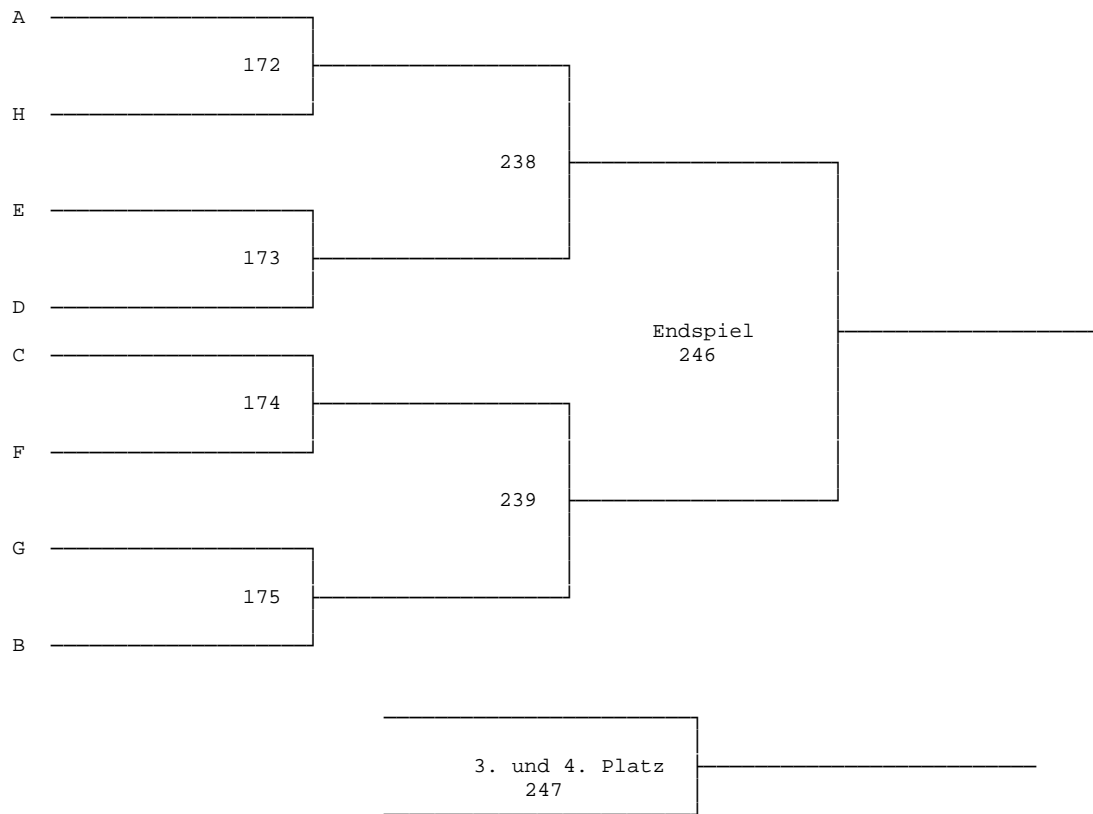 A
172
H
238
E
173
D
Endspiel
246
C
174
F
239
G
175
B
3. und 4. Platz
247